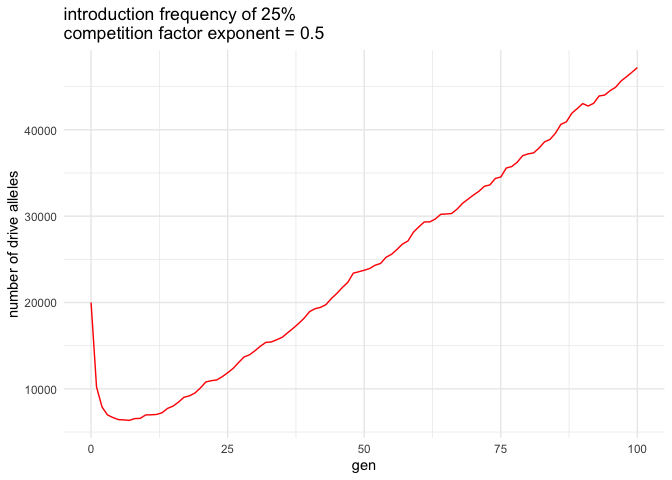 introduction frequency of 25%
competition factor exponent = 0.5
number of drive alleles
40000
30000
20000
10000
0
25
50
75
100
gen